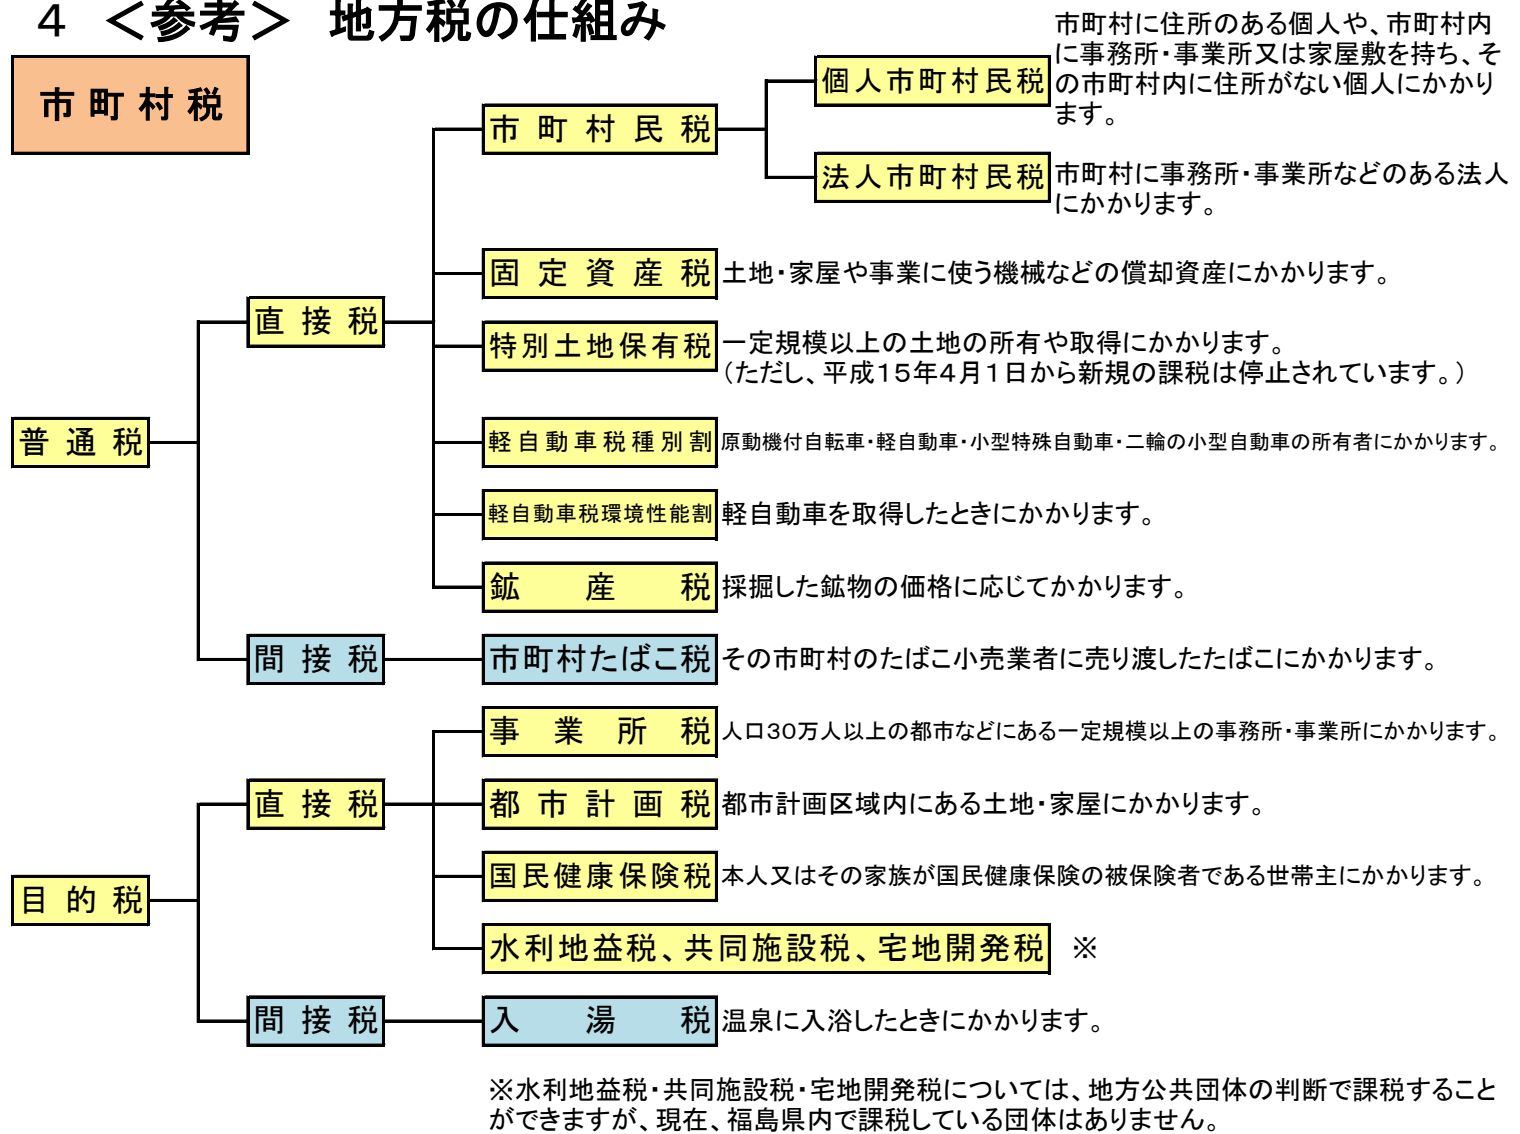 4 ＜参考＞ 地方税の仕組み
市町村税
普通税
直接税
市町村民税
個人市町村民税
市町村に住所のある個人や、市町村内
に事務所・事業所又は家屋敷を持ち、そ
の市町村内に住所がない個人にかかり
ます。
法人市町村民税
市町村に事務所・事業所などのある法人
にかかります。
固定資産税
土地・家屋や事業に使う機械などの償却資産にかかります。
特別土地保有税
一定規模以上の土地の所有や取得にかかります。
（ただし、平成15年4月1日から新規の課税は停止されています。）
軽自動車税種別割
原動機付自転車・軽自動車・小型特殊自動車・二輪の小型自動車の所有者にかかります。
軽自動車税環境性能割
軽自動車を取得したときにかかります。
鉱産税
採掘した鉱物の価格に応じてかかります。
間接税
市町村たばこ税
その市町村のたばこ小売業者に売り渡したたばこにかかります。
目的税
直接税
事業所税
人口30万人以上の都市などにある一定規模以上の事務所・事業所にかかります。
都市計画税
都市計画区域内にある土地・家屋にかかります。
国民健康保険税
本人又はその家族が国民健康保険の被保険者である世帯主にかかります。
水利地益税、共同施設税、宅地開発税 ※
間接税
入湯税
温泉に入浴したときにかかります。
※水利地益税・共同施設税・宅地開発税については、地方公共団体の判断で課税すること
ができますが、現在、福島県内で課税している団体はありません。